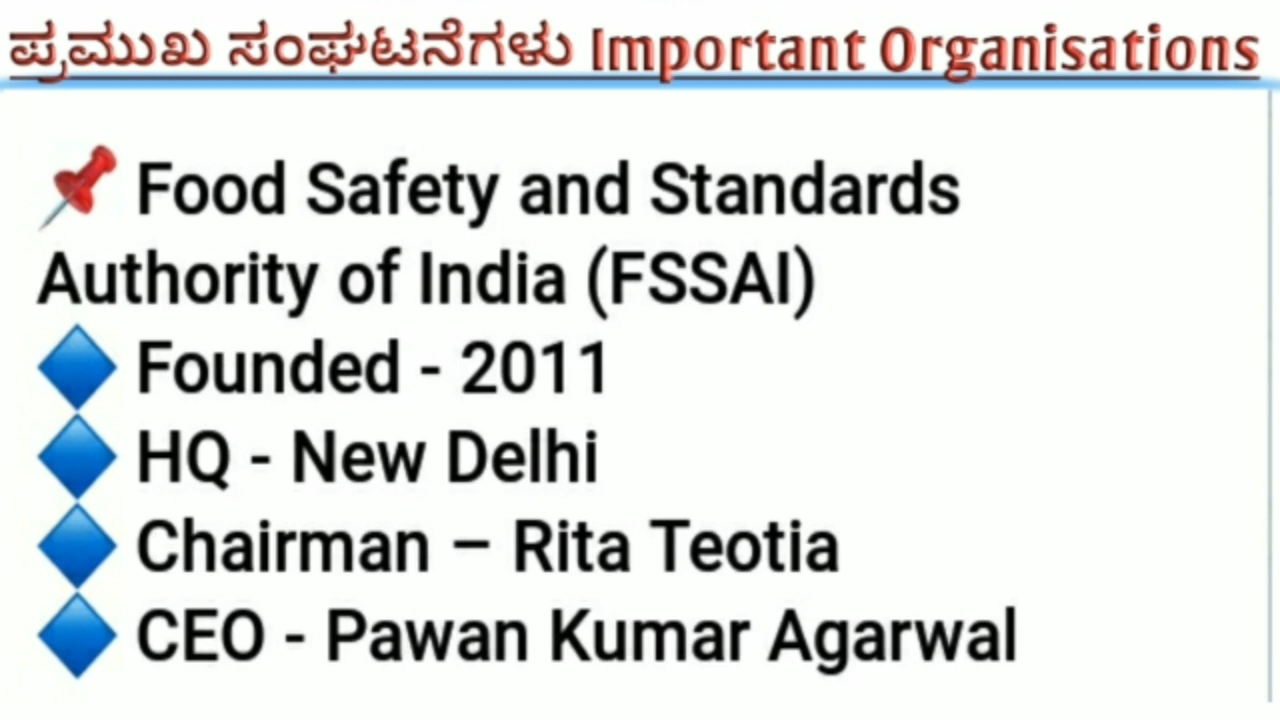 ಪ್ರಮುಖ ಸಂಘಟನೆಗಳು Important Organisations
📌 Food Safety and Standards
Authority of India (FSSAI)
🔷 Founded - 2011
🔷 HQ - New Delhi
🔷 Chairman – Rita Teotia
🔷 CEO - Pawan Kumar Agarwal